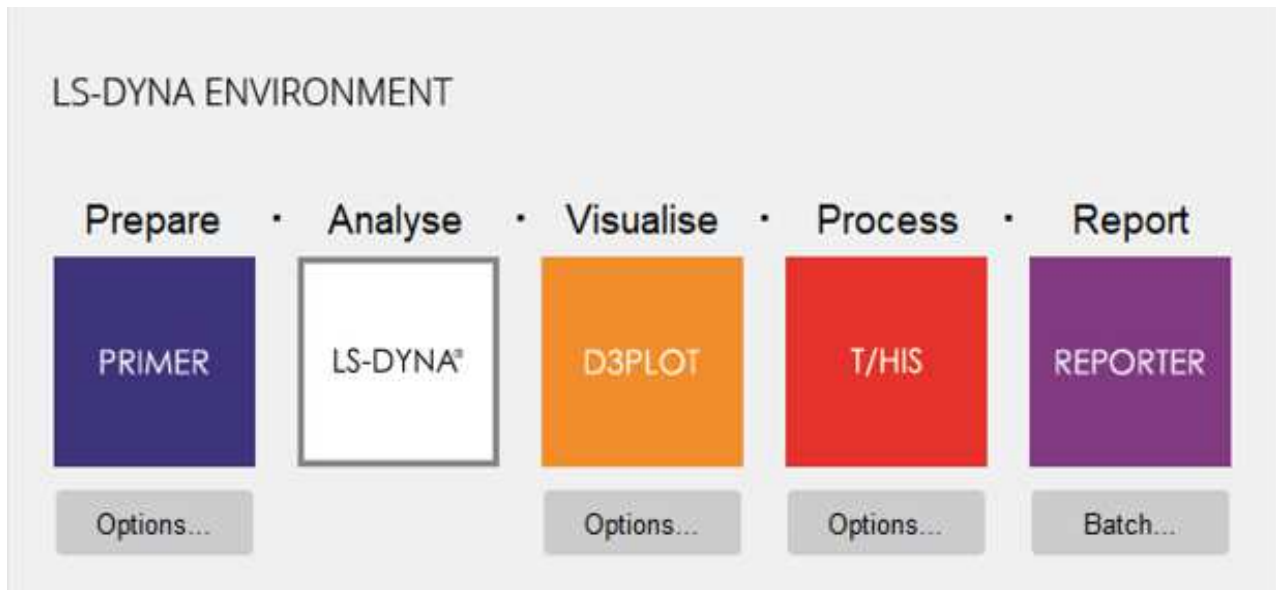 LS-DYNA ENVIRONMENT
Prepare · Analyse · Visualise · Process · Report
PRIMER LS-DYNA® D3PLOT T/HIS REPORTER
Options... Options... Options... Batch...